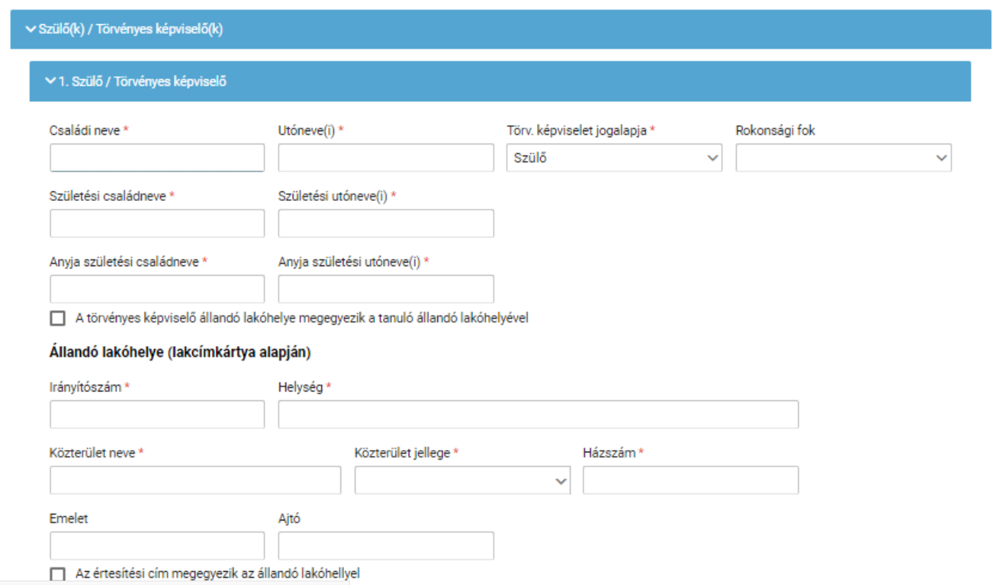 Szülő(k) / Törvényes képviselő(k)
1. Szülő / Törvényes képviselő
Családi neve * Utóneve(i) * Törv. képviselet jogalapja * Rokonsági fok
Szülő
Születési családneve * Születési utóneve(i) *
Anyja születési családneve * Anyja születési utóneve(i) *
A törvényes képviselő állandó lakóhelye megegyezik a tanuló állandó lakóhelyével
Állandó lakóhelye (lakcímkártya alapján)
Irányítószám * Helység *
Közterület neve * Közterület jellege * Házszám *
Emelet Ajtó
Az értesítési cím megegyezik az állandó lakóhellyel